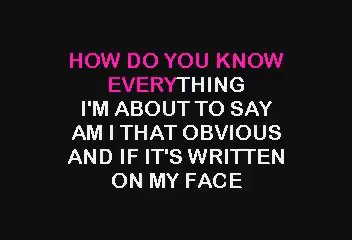 HOW DO YOU KNOW
EVERYTHING
I'M ABOUT TO SAY
AM I THAT OBVIOUS
AND IF IT'S WRITTEN
ON MY FACE